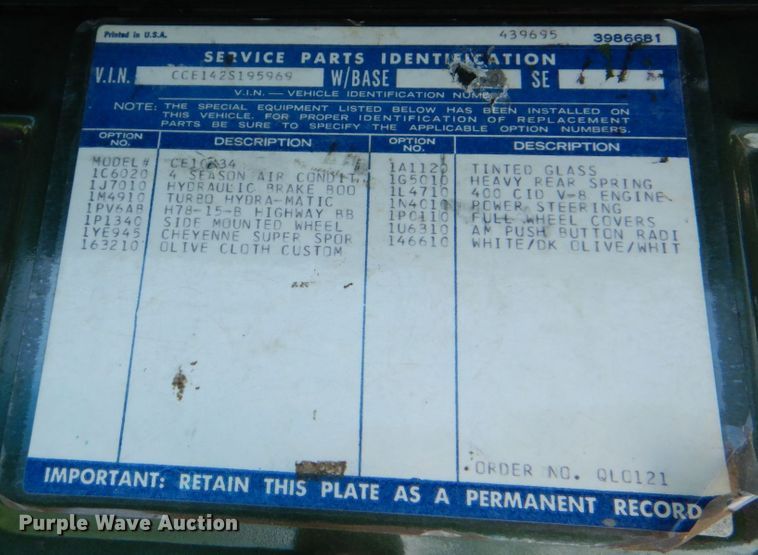 Printed in U.S.A. 439695 3986681
SERVICE PARTS IDENTIFICATION
V.I.N. CCE142S195969 W/BASE SE
V.I.N. — VEHICLE IDENTIFICATION NUMBER
NOTE: THE SPECIAL EQUIPMENT LISTED BELOW HAS BEEN INSTALLED ON
THIS VEHICLE. FOR PROPER IDENTIFICATION OF REPLACEMENT
PARTS BE SURE TO SPECIFY THE APPLICABLE OPTION NUMBERS.
OPTION NO. DESCRIPTION OPTION NO. DESCRIPTION
MODEL# 1A1120 TINTED GLASS
1C6020 4 SEASON AIR CONDIT 1G5010 HEAVY REAR SPRING
1J7010 HYDRAULIC BRAKE BOO 1L4710 400 CID V-8 ENGINE
1M4910 TURBO HYDRA-MATIC 1N4010 POWER STEERING
1PV6AB H78-15-B HIGHWAY BB 1P0110 FULL WHEEL COVERS
1P1340 SIDE MOUNTED WHEEL 1U6310 AM PUSH BUTTON RADI
1YE945 CHEYENNE SUPER SPOR 146610 WHITE/DK OLIVE/WHIT
163210 OLIVE CLOTH CUSTOM
ORDER NO. QL0121
IMPORTANT: RETAIN THIS PLATE AS A PERMANENT RECORD
Purple Wave Auction